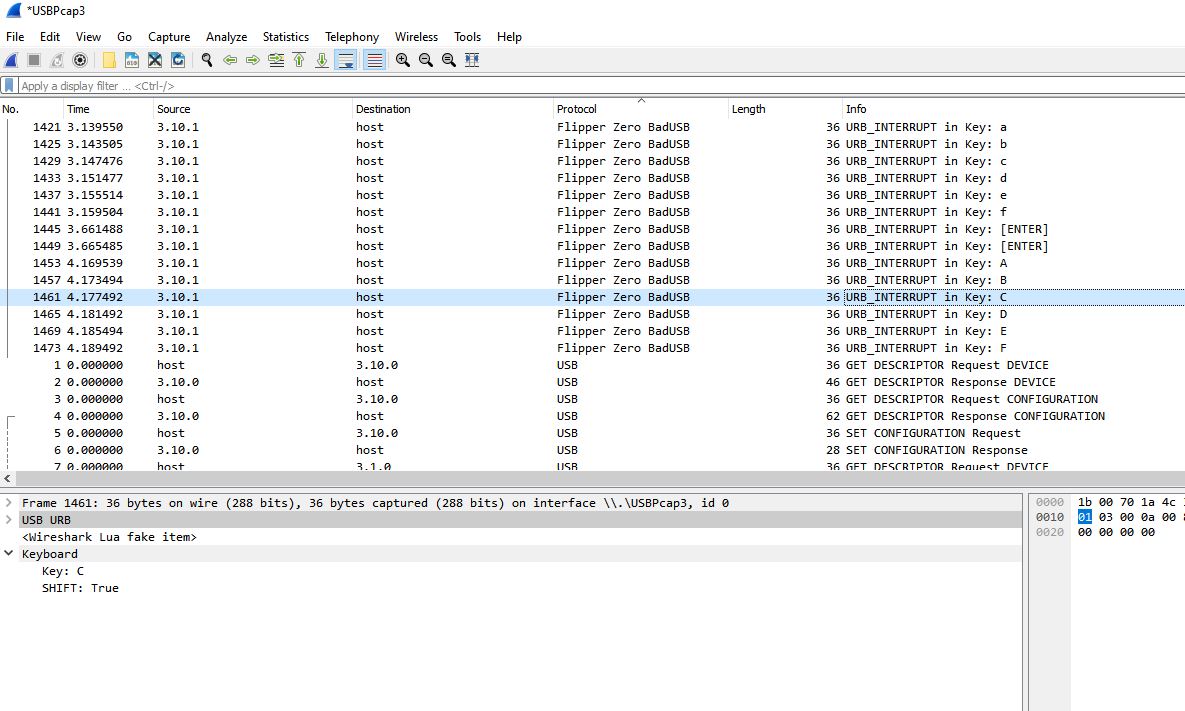 *USBPcap3
File Edit View Go Capture Analyze Statistics Telephony Wireless Tools Help
Apply a display filter ... <Ctrl-/>
No. Time Source Destination Protocol Length Info
1421 3.139550 3.10.1 host Flipper Zero BadUSB 36 URB_INTERRUPT in Key: a
1425 3.143505 3.10.1 host Flipper Zero BadUSB 36 URB_INTERRUPT in Key: b
1429 3.147476 3.10.1 host Flipper Zero BadUSB 36 URB_INTERRUPT in Key: c
1433 3.151477 3.10.1 host Flipper Zero BadUSB 36 URB_INTERRUPT in Key: d
1437 3.155514 3.10.1 host Flipper Zero BadUSB 36 URB_INTERRUPT in Key: e
1441 3.159504 3.10.1 host Flipper Zero BadUSB 36 URB_INTERRUPT in Key: f
1445 3.661488 3.10.1 host Flipper Zero BadUSB 36 URB_INTERRUPT in Key: [ENTER]
1449 3.665485 3.10.1 host Flipper Zero BadUSB 36 URB_INTERRUPT in Key: [ENTER]
1453 4.169539 3.10.1 host Flipper Zero BadUSB 36 URB_INTERRUPT in Key: A
1457 4.173494 3.10.1 host Flipper Zero BadUSB 36 URB_INTERRUPT in Key: B
1461 4.177492 3.10.1 host Flipper Zero BadUSB 36 URB_INTERRUPT in Key: C
1465 4.181492 3.10.1 host Flipper Zero BadUSB 36 URB_INTERRUPT in Key: D
1469 4.185494 3.10.1 host Flipper Zero BadUSB 36 URB_INTERRUPT in Key: E
1473 4.189492 3.10.1 host Flipper Zero BadUSB 36 URB_INTERRUPT in Key: F
1 0.000000 host 3.10.0 USB 36 GET DESCRIPTOR Request DEVICE
2 0.000000 3.10.0 host USB 46 GET DESCRIPTOR Response DEVICE
3 0.000000 host 3.10.0 USB 36 GET DESCRIPTOR Request CONFIGURATION
4 0.000000 3.10.0 host USB 62 GET DESCRIPTOR Response CONFIGURATION
5 0.000000 host 3.10.0 USB 36 SET CONFIGURATION Request
6 0.000000 3.10.0 host USB 28 SET CONFIGURATION Response
7 0.000000 host 3.1.0 USB 36 GET DESCRIPTOR Request DEVICE
Frame 1461: 36 bytes on wire (288 bits), 36 bytes captured (288 bits) on interface \\.\USBPcap3, id 0
USB URB
<Wireshark Lua fake item>
Keyboard
Key: C
SHIFT: True
0000 1b 00 70 1a 4c
0010 01 03 00 0a 00
0020 00 00 00 00